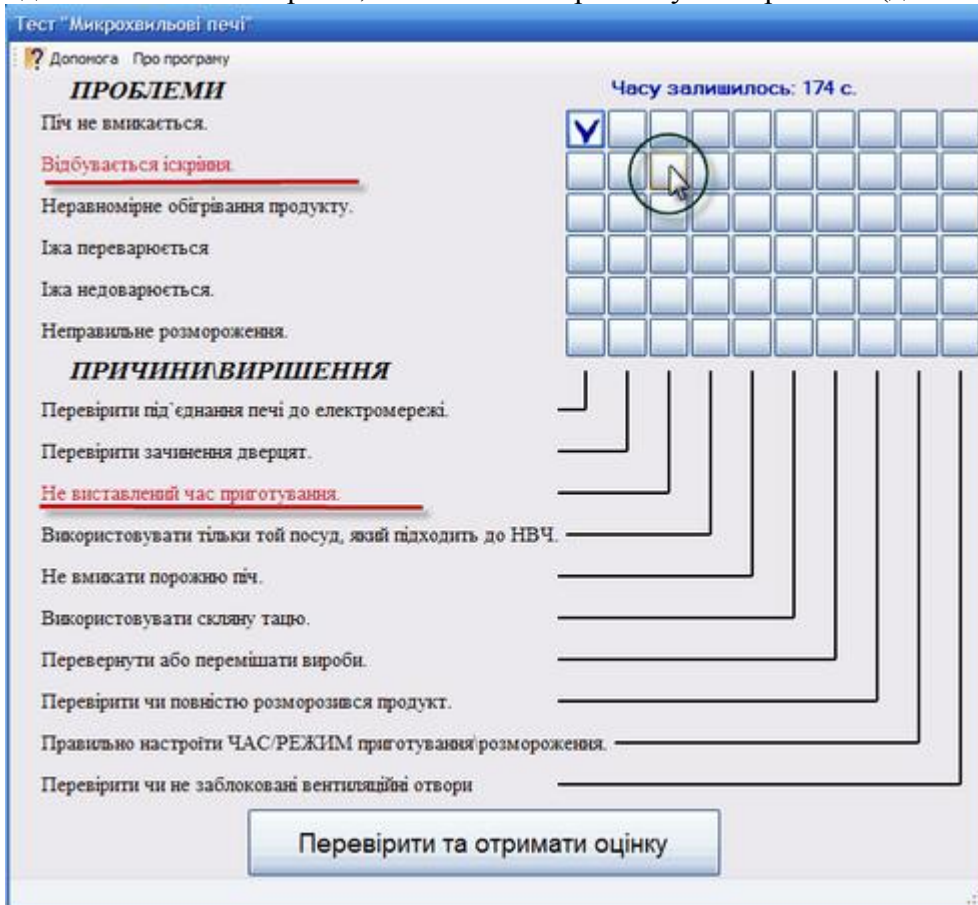 Тест "Микрохвильові печі"
Допомога Про програму
ПРОБЛЕМИ
Часу залишилось: 174 с.
Піч не вмикається.
Відбувається іскріння.
Неравномірне обігрівання продукту.
Їжа переварюється
Їжа недоварюється.
Неправильне розмороження.
ПРИЧИНИ\ВИРІШЕННЯ
Перевірити під`єднання печі до електромережі.
Перевірити зачинення дверцят.
Не виставлений час приготування.
Використовувати тільки той посуд, який підходить до НВЧ.
Не вмикати порожню піч.
Використовувати скляну тацю.
Перевернути або перемішати вироби.
Перевірити чи повністю розморозився продукт.
Правильно настроїти ЧАС/РЕЖИМ приготування\розмороження.
Перевірити чи не заблоковані вентиляційні отвори
Перевірити та отримати оцінку